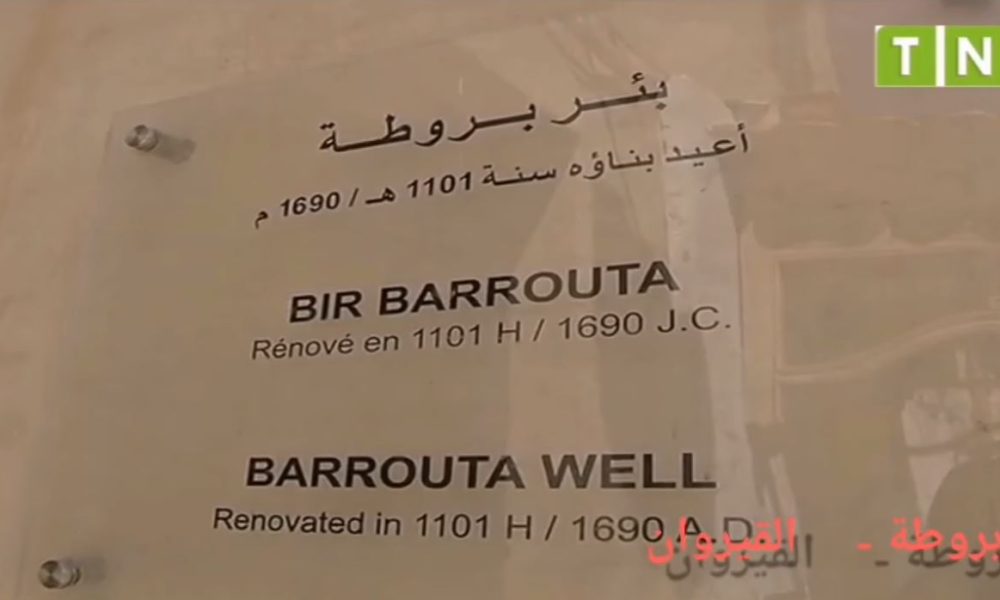 TN
بئر بروطة
أعيد بناؤه سنة 1101 هـ / 1690 م
BIR BARROUTA
Rénové en 1101 H / 1690 J.C.
BARROUTA WELL
Renovated in 1101 H / 1690 A.D
بروطة - القيروان